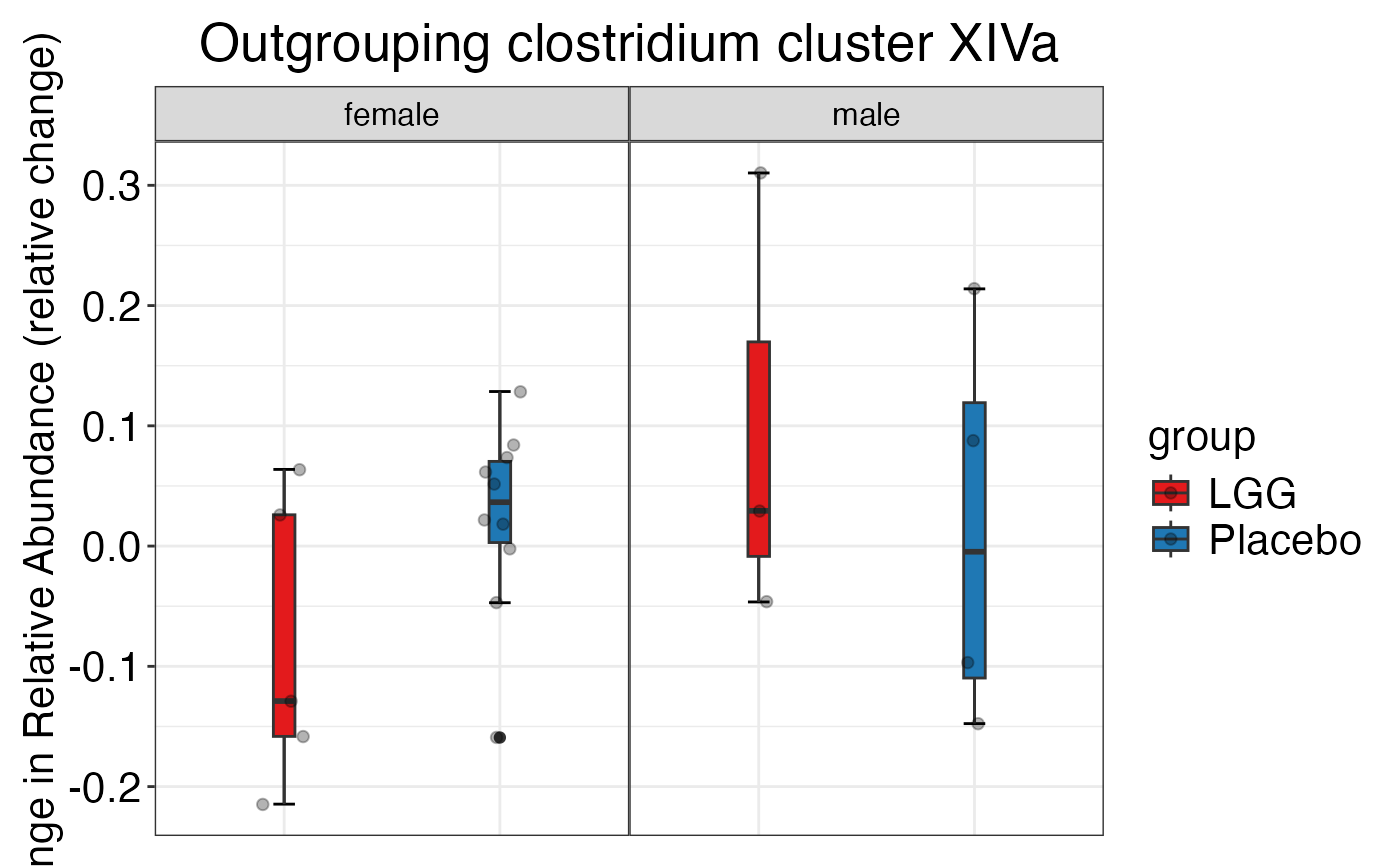 Outgrouping clostridium cluster XIVa
nge in Relative Abundance (relative change)
female
male
0.3
0.2
0.1
0.0
-0.1
-0.2
group
LGG
Placebo